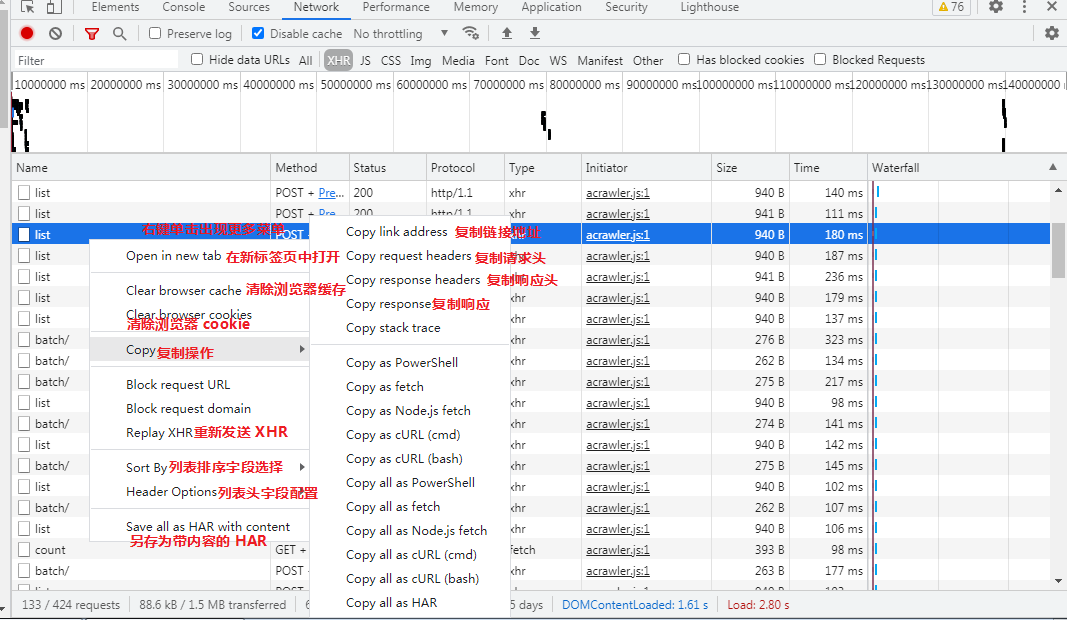 Elements Console Sources Network Performance Memory Application Security Lighthouse 76
Preserve log Disable cache No throttling
Filter Hide data URLs All XHR JS CSS Img Media Font Doc WS Manifest Other Has blocked cookies Blocked Requests
10000000 ms 20000000 ms 30000000 ms 40000000 ms 50000000 ms 60000000 ms 70000000 ms 80000000 ms 90000000 ms 100000000 ms 110000000 ms 120000000 ms 130000000 ms 140000000
Name Method Status Protocol Type Initiator Size Time Waterfall
list POST + Pre... 200 http/1.1 xhr acrawler.js:1 940 B 140 ms
list POST + Pre... 200 http/1.1 xhr acrawler.js:1 941 B 111 ms
list 右键单击出现更多菜单 POST Copy link address 复制链接地址 acrawler.js:1 940 B 180 ms
list Open in new tab 在新标签页中打开 Copy request headers 复制请求头 acrawler.js:1 940 B 187 ms
list Copy response headers 复制响应头 acrawler.js:1 941 B 236 ms
list Clear browser cache 清除浏览器缓存 Copy response 复制响应 xhr acrawler.js:1 940 B 179 ms
list Clear browser cookies 清除浏览器 cookie Copy stack trace xhr acrawler.js:1 940 B 137 ms
batch/ xhr acrawler.js:1 276 B 323 ms
batch/ Copy 复制操作 Copy as PowerShell xhr acrawler.js:1 262 B 134 ms
batch/ Block request URL Copy as fetch xhr acrawler.js:1 275 B 217 ms
list Block request domain Copy as Node.js fetch xhr acrawler.js:1 940 B 98 ms
batch/ Replay XHR 重新发送 XHR Copy as cURL (cmd) xhr acrawler.js:1 274 B 141 ms
list Copy as cURL (bash) xhr acrawler.js:1 940 B 142 ms
batch/ Sort By 列表排序字段选择 Copy all as PowerShell xhr acrawler.js:1 275 B 145 ms
list Header Options 列表头字段配置 xhr acrawler.js:1 940 B 102 ms
batch/ Copy all as fetch xhr acrawler.js:1 262 B 107 ms
list Save all as HAR with content Copy all as Node.js fetch xhr acrawler.js:1 940 B 106 ms
另存为带内容的 HAR
count GET + Copy all as cURL (cmd) fetch acrawler.js:1 393 B 98 ms
batch/ POST Copy all as cURL (bash) xhr acrawler.js:1 263 B 177 ms
Copy all as HAR
133 / 424 requests 88.6 kB / 1.5 MB transferred 5 days DOMContentLoaded: 1.61 s Load: 2.80 s